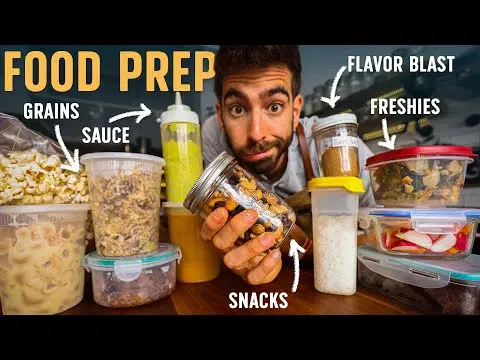 FOOD PREP
FLAVOR BLAST
GRAINS
FRESHIES
SAUCE
SNACKS